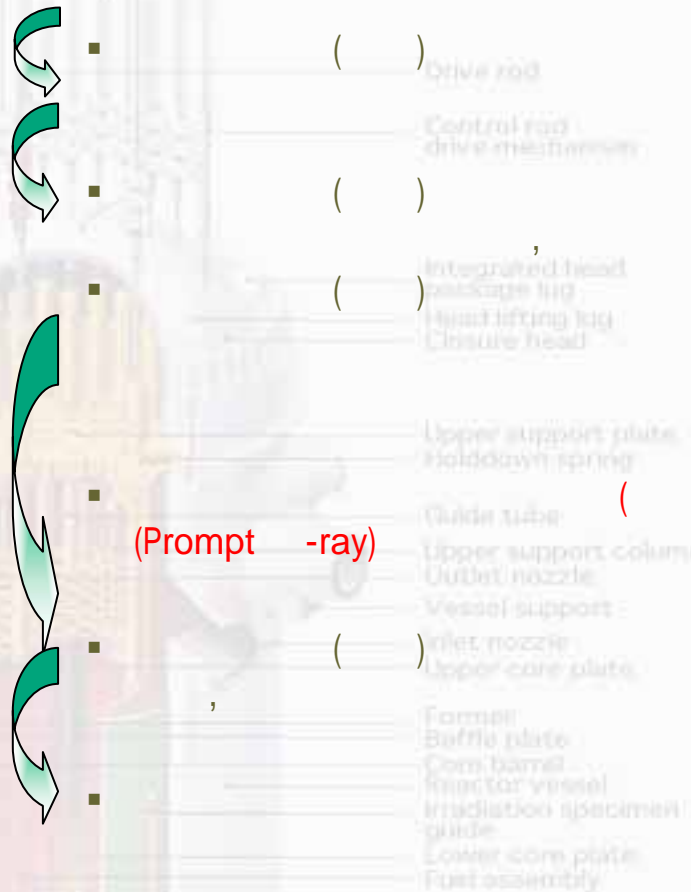 ▪ ( )
Drive rod
Control rod
drive mechanism
▪ ( )
,
Integrated head
package lug
▪ ( )
Head lifting lug
Closure head
Upper support plate
Holddown spring
▪ (
Guide tube
(Prompt -ray)
Upper support colum
Outlet nozzle
Vessel support
▪ ( )
Inlet nozzle
Upper core plate
,
Former
Baffle plate
Core barrel
Reactor vessel
▪
Irradiation specimen
guide
Lower core plate
Fuel assembly